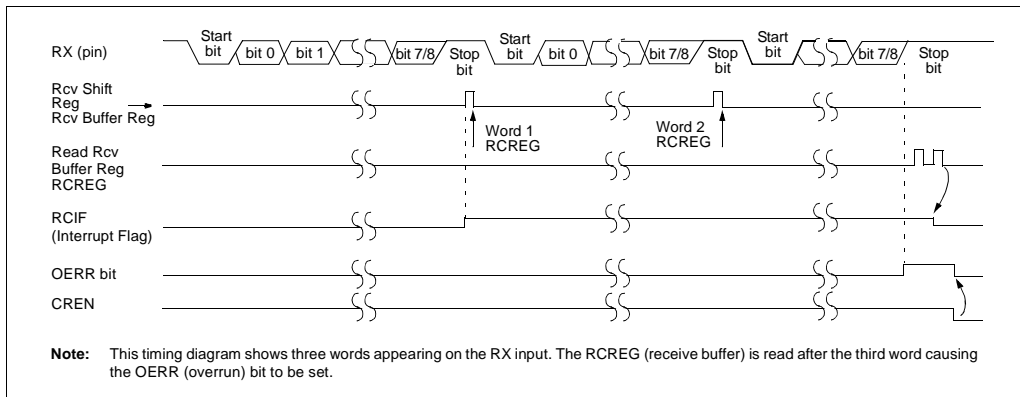 Start bit
bit 0
bit 1
bit 7/8
Stop bit
Start bit
bit 0
bit 7/8
Stop bit
Start bit
bit 7/8
Stop bit
RX (pin)
Rcv Shift
Reg
Rcv Buffer Reg
Word 1
RCREG
Word 2
RCREG
Read Rcv
Buffer Reg
RCREG
RCIF
(Interrupt Flag)
OERR bit
CREN
Note: This timing diagram shows three words appearing on the RX input. The RCREG (receive buffer) is read after the third word causing
the OERR (overrun) bit to be set.